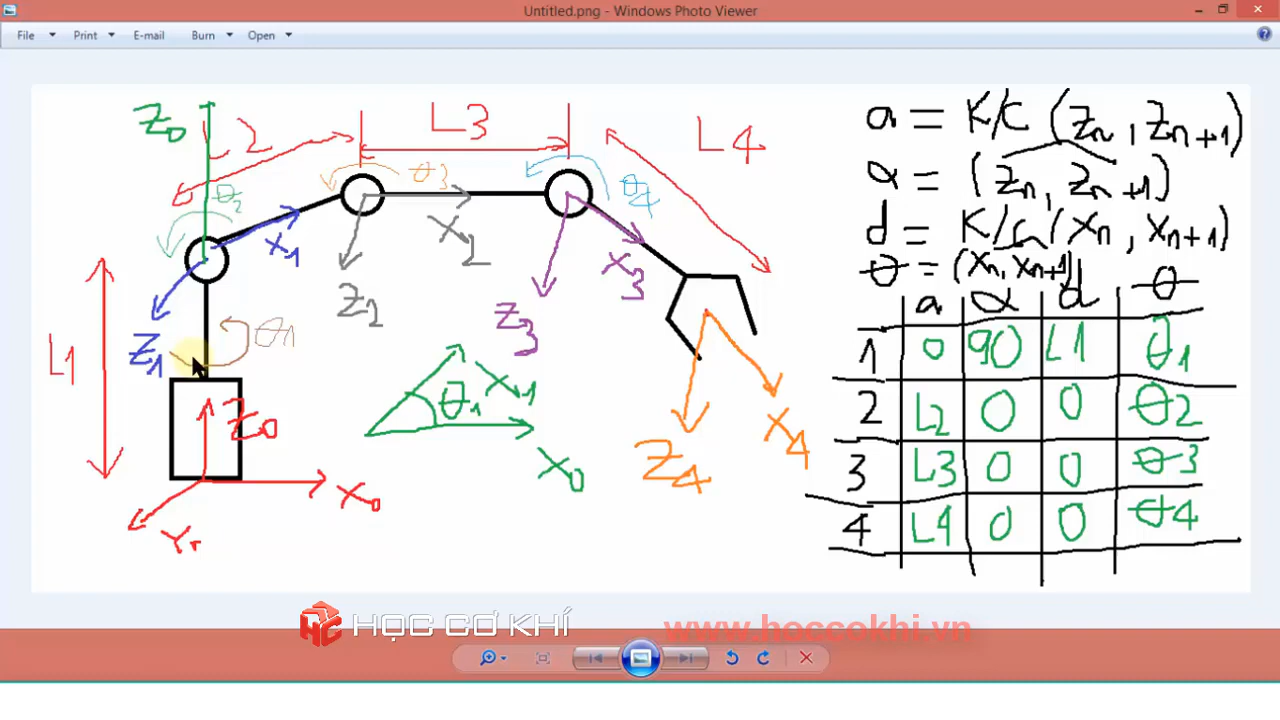 Untitled.png - Windows Photo Viewer
File Print E-mail Burn Open
Z0
L2
L3
L4
θ2
θ3
θ4
X1
X2
X3
Z2
Z3
Z1
θ1
L1
Z0
X0
θ1
X1
X0
Z4
X4
a = K/c (Zn, Zn+1)
α = (Zn, Zn+1)
d = K/c (Xn, Xn+1)
θ = (Xn, Xn+1)
a α d θ
1 0 90 L1 θ1
2 L2 0 0 θ2
3 L3 0 0 θ3
4 L4 0 0 θ4
HỌC CƠ KHÍ
www.hoccokhi.vn